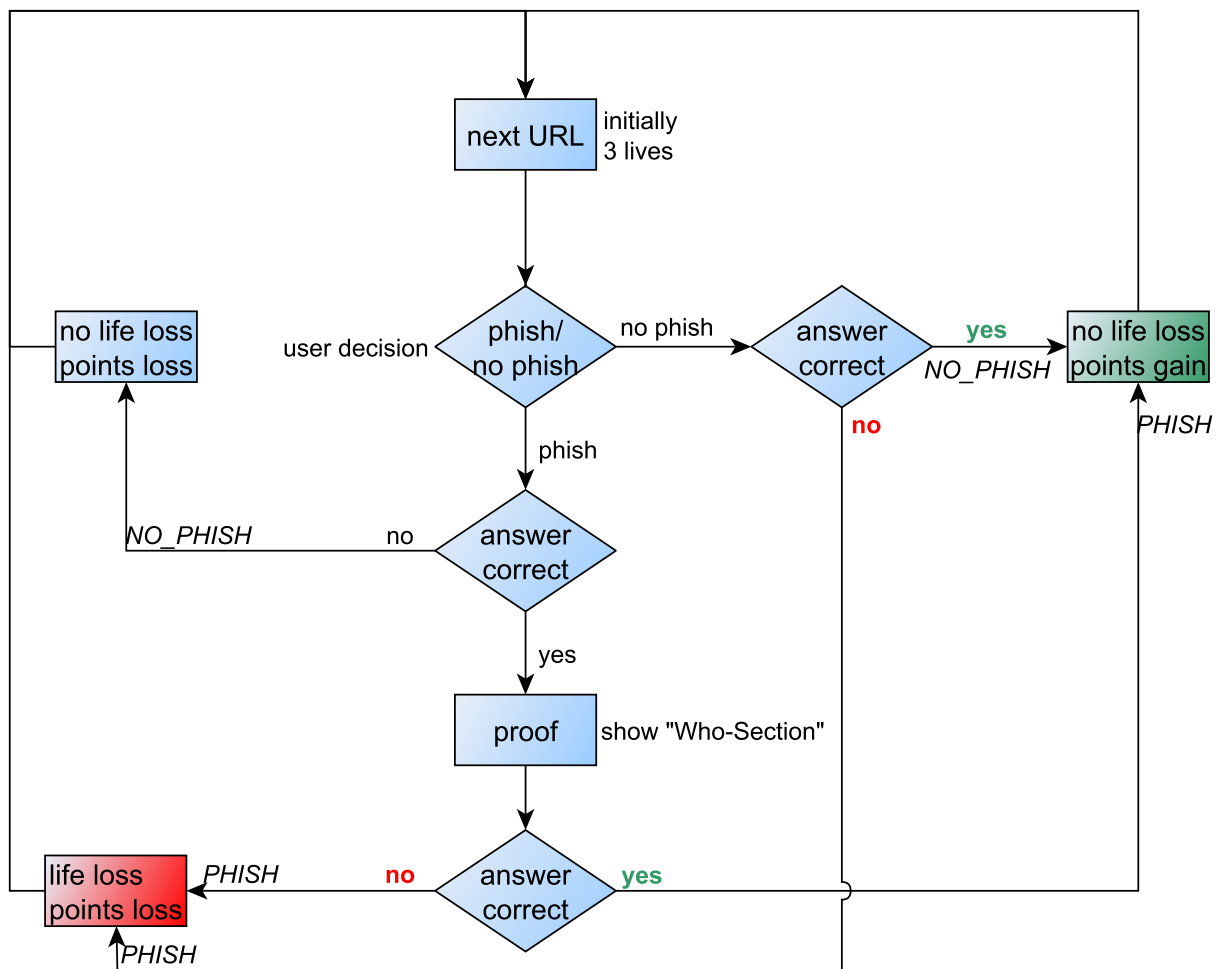 next URL
initially
3 lives
no life loss
points loss
user decision
phish/
no phish
no phish
answer
correct
yes
NO_PHISH
no life loss
points gain
no
PHISH
phish
NO_PHISH
no
answer
correct
yes
proof
show "Who-Section"
life loss
points loss
PHISH
no
answer
correct
yes
PHISH